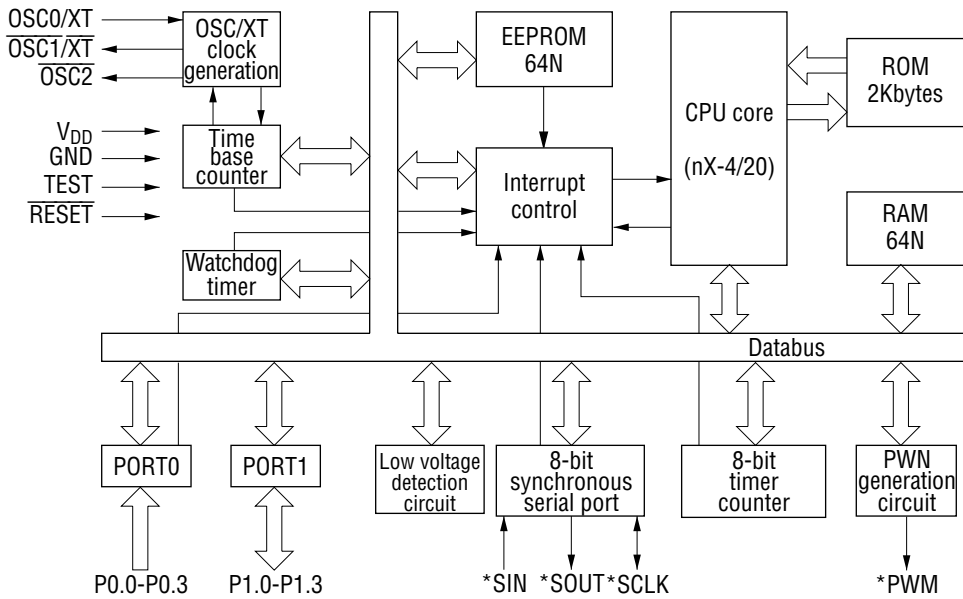 OSC0/XT
OSC1/XT
OSC2
OSC/XT
clock
generation
EEPROM
64N
CPU core
(nX-4/20)
ROM
2Kbytes
VDD
GND
TEST
RESET
Time
base
counter
Interrupt
control
RAM
64N
Watchdog
timer
Databus
PORT0
PORT1
Low voltage
detection
circuit
8-bit
synchronous
serial port
8-bit
timer
counter
PWN
generation
circuit
P0.0-P0.3
P1.0-P1.3
*SIN
*SOUT
*SCLK
*PWM